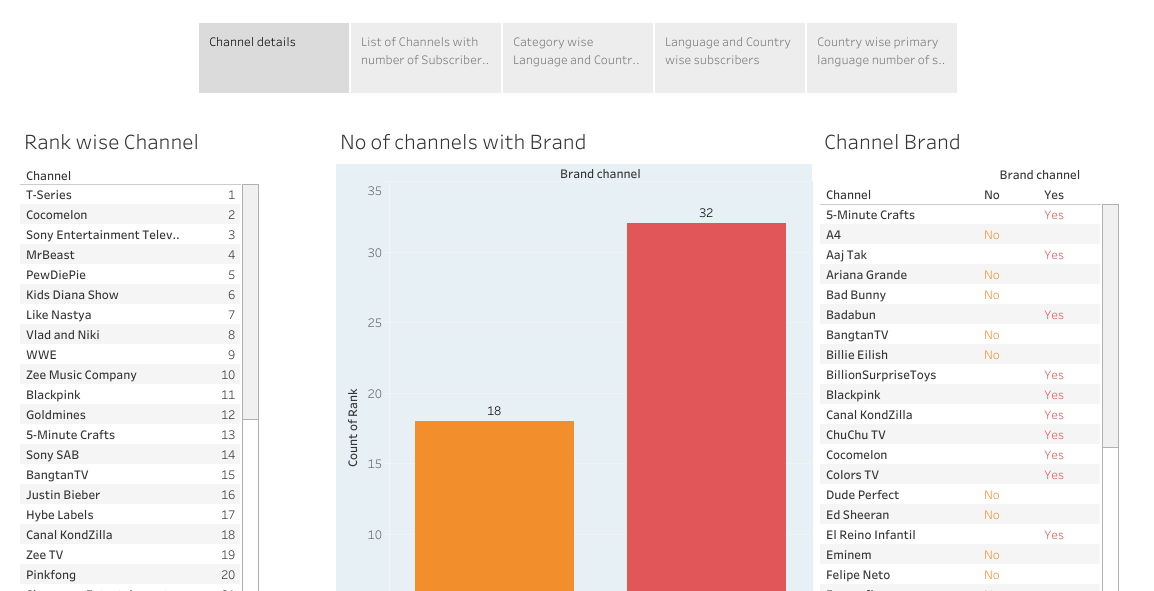 Channel details
List of Channels with
number of Subscriber..
Category wise
Language and Countr..
Language and Country
wise subscribers
Country wise primary
language number of s..
Rank wise Channel
Channel
T-Series 1
Cocomelon 2
Sony Entertainment Telev.. 3
MrBeast 4
PewDiePie 5
Kids Diana Show 6
Like Nastya 7
Vlad and Niki 8
WWE 9
Zee Music Company 10
Blackpink 11
Goldmines 12
5-Minute Crafts 13
Sony SAB 14
BangtanTV 15
Justin Bieber 16
Hybe Labels 17
Canal KondZilla 18
Zee TV 19
Pinkfong 20
No of channels with Brand
Brand channel
Count of Rank
35
30
25
20
15
10
18
32
Channel Brand
Brand channel
Channel No Yes
5-Minute Crafts Yes
A4 No
Aaj Tak Yes
Ariana Grande No
Bad Bunny No
Badabun Yes
BangtanTV No
Billie Eilish No
BillionSurpriseToys Yes
Blackpink Yes
Canal KondZilla Yes
ChuChu TV Yes
Cocomelon Yes
Colors TV Yes
Dude Perfect No
Ed Sheeran No
El Reino Infantil Yes
Eminem No
Felipe Neto No